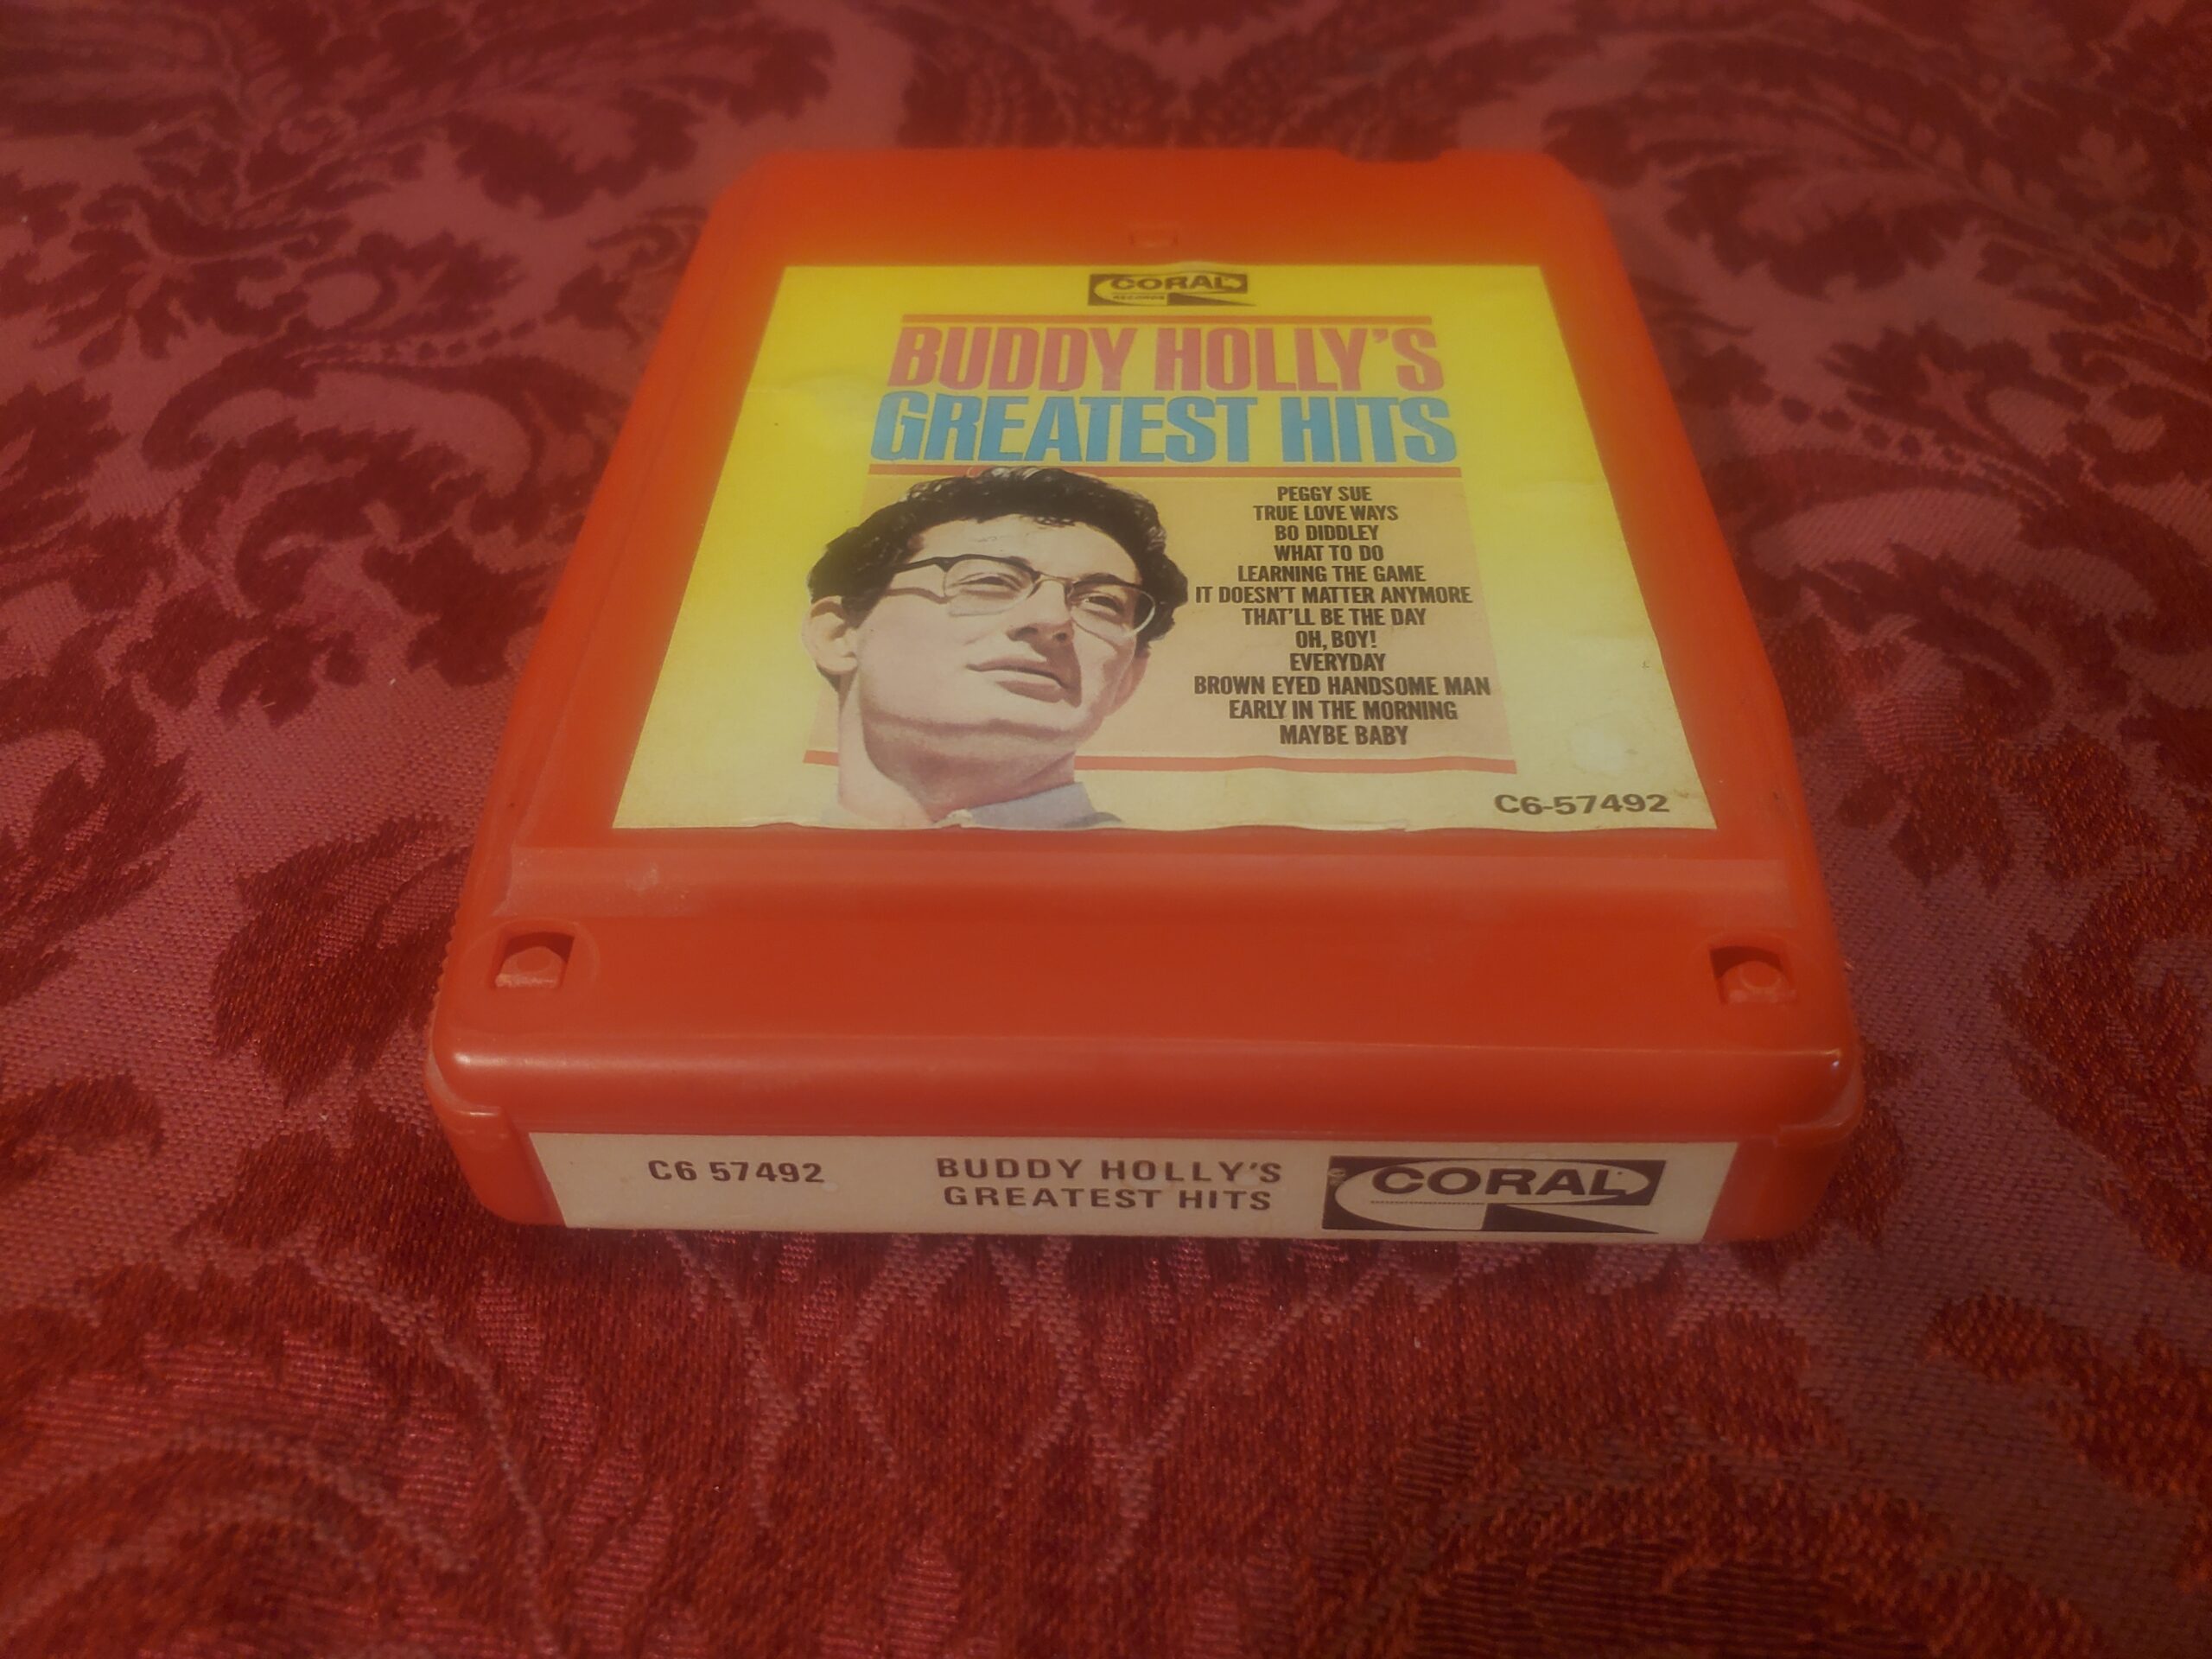 CORAL
RECORDS
BUDDY HOLLY'S
GREATEST HITS
PEGGY SUE
TRUE LOVE WAYS
BO DIDDLEY
WHAT TO DO
LEARNING THE GAME
IT DOESN'T MATTER ANYMORE
THAT'LL BE THE DAY
OH, BOY!
EVERYDAY
BROWN EYED HANDSOME MAN
EARLY IN THE MORNING
MAYBE BABY
C6-57492
C6 57492
BUDDY HOLLY'S
GREATEST HITS
CORAL